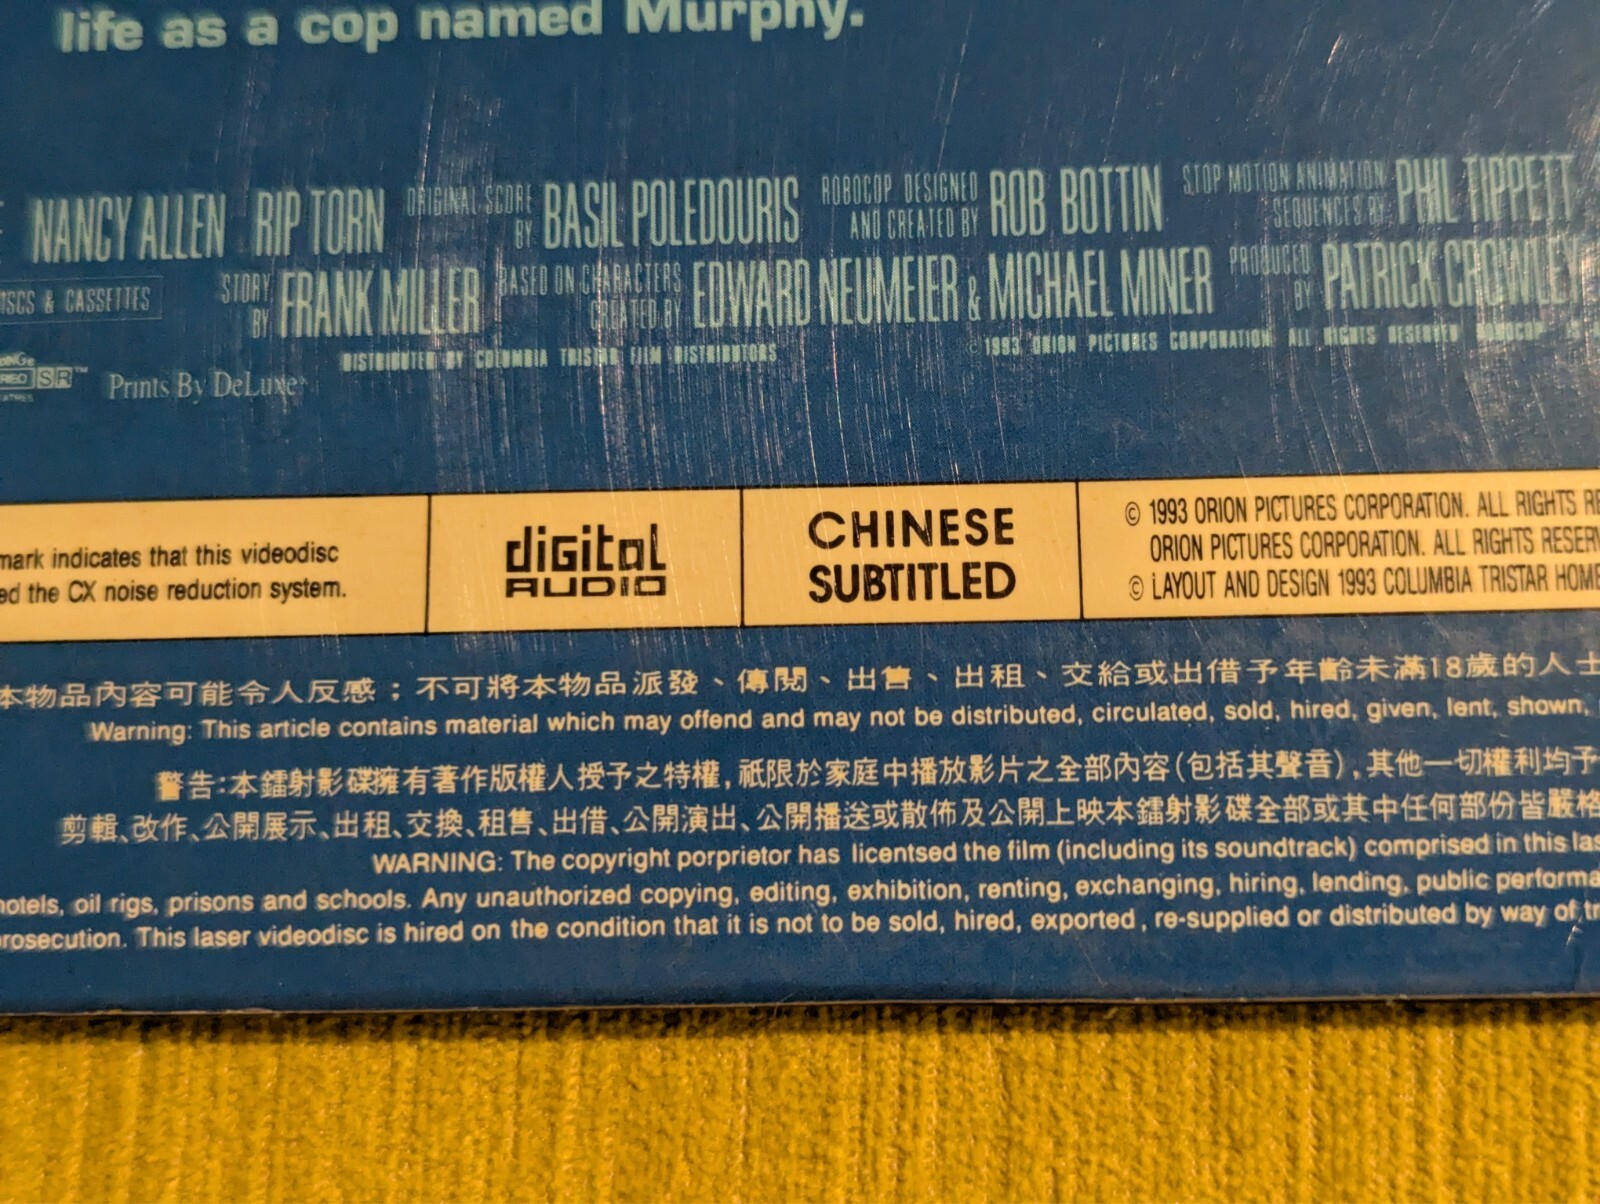 life as a cop named Murphy.
NANCY ALLEN RIP TORN ORIGINAL SCORE BY BASIL POLEDOURIS ROBOCOP DESIGNED AND CREATED BY ROB BOTTIN STOP MOTION ANIMATION SEQUENCES BY PHIL TIPPETT
& CASSETTES STORY BY FRANK MILLER BASED ON CHARACTERS CREATED BY EDWARD NEUMEIER & MICHAEL MINER PRODUCED BY PATRICK CROWLEY
DISTRIBUTED BY COLUMBIA TRISTAR FILM DISTRIBUTORS © 1993 ORION PICTURES CORPORATION ALL RIGHTS RESERVED ROBOCOP
SR™ Prints By DeLuxe
mark indicates that this videodisc
ed the CX noise reduction system.
digital
AUDIO
CHINESE
SUBTITLED
© 1993 ORION PICTURES CORPORATION. ALL RIGHTS RE
ORION PICTURES CORPORATION. ALL RIGHTS RESERV
© LAYOUT AND DESIGN 1993 COLUMBIA TRISTAR HOME
本物品內容可能令人反感；不可將本物品派發、傳閱、出售、出租、交給或出借予年齡未滿18歲的人士
Warning: This article contains material which may offend and may not be distributed, circulated, sold, hired, given, lent, shown,
警告:本鐳射影碟擁有著作版權人授予之特權,祇限於家庭中播放影片之全部內容(包括其聲音),其他一切權利均予
剪輯、改作、公開展示、出租、交換、租售、出借、公開演出、公開播送或散佈及公開上映本鐳射影碟全部或其中任何部份皆嚴格
WARNING: The copyright porprietor has licentsed the film (including its soundtrack) comprised in this las
hotels, oil rigs, prisons and schools. Any unauthorized copying, editing, exhibition, renting, exchanging, hiring, lending, public performa
prosecution. This laser videodisc is hired on the condition that it is not to be sold, hired, exported, re-supplied or distributed by way of tr